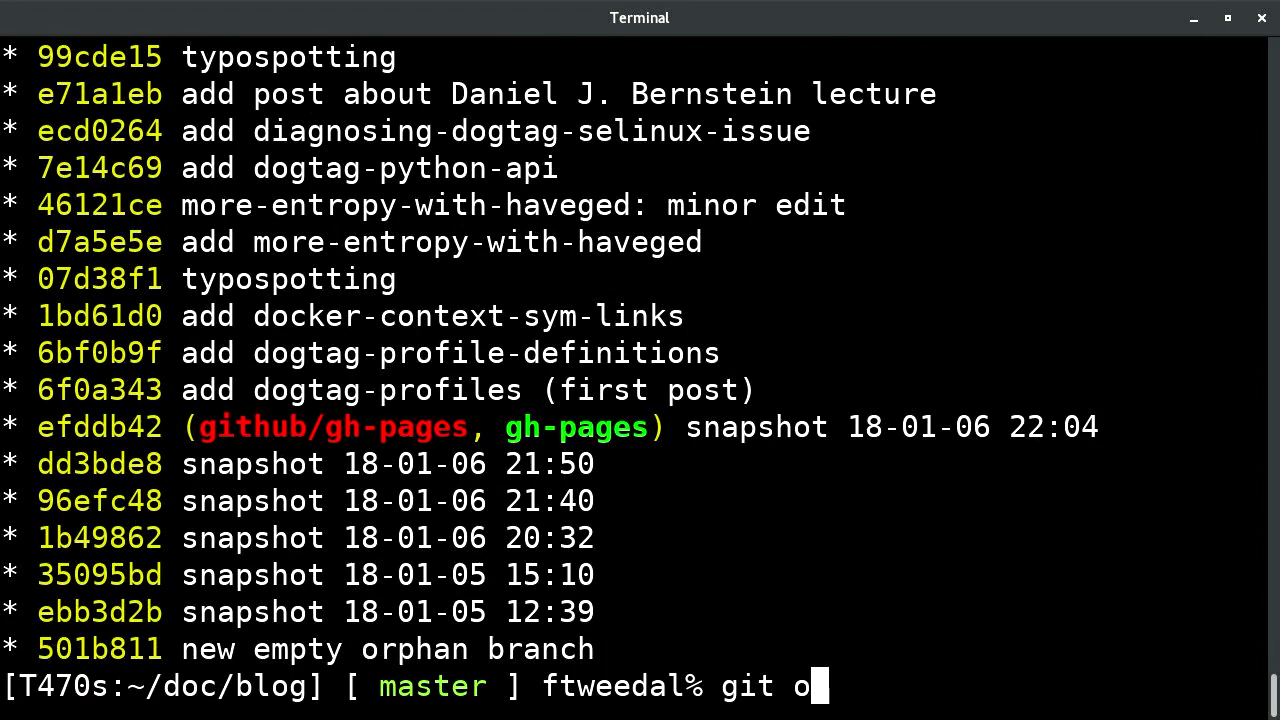 Terminal
* 99cde15 typospotting
* e71a1eb add post about Daniel J. Bernstein lecture
* ecd0264 add diagnosing-dogtag-selinux-issue
* 7e14c69 add dogtag-python-api
* 46121ce more-entropy-with-haveged: minor edit
* d7a5e5e add more-entropy-with-haveged
* 07d38f1 typospotting
* 1bd61d0 add docker-context-sym-links
* 6bf0b9f add dogtag-profile-definitions
* 6f0a343 add dogtag-profiles (first post)
* efddb42 (github/gh-pages, gh-pages) snapshot 18-01-06 22:04
* dd3bde8 snapshot 18-01-06 21:50
* 96efc48 snapshot 18-01-06 21:40
* 1b49862 snapshot 18-01-06 20:32
* 35095bd snapshot 18-01-05 15:10
* ebb3d2b snapshot 18-01-05 12:39
* 501b811 new empty orphan branch
[T470s:~/doc/blog] [ master ] ftweedal% git o